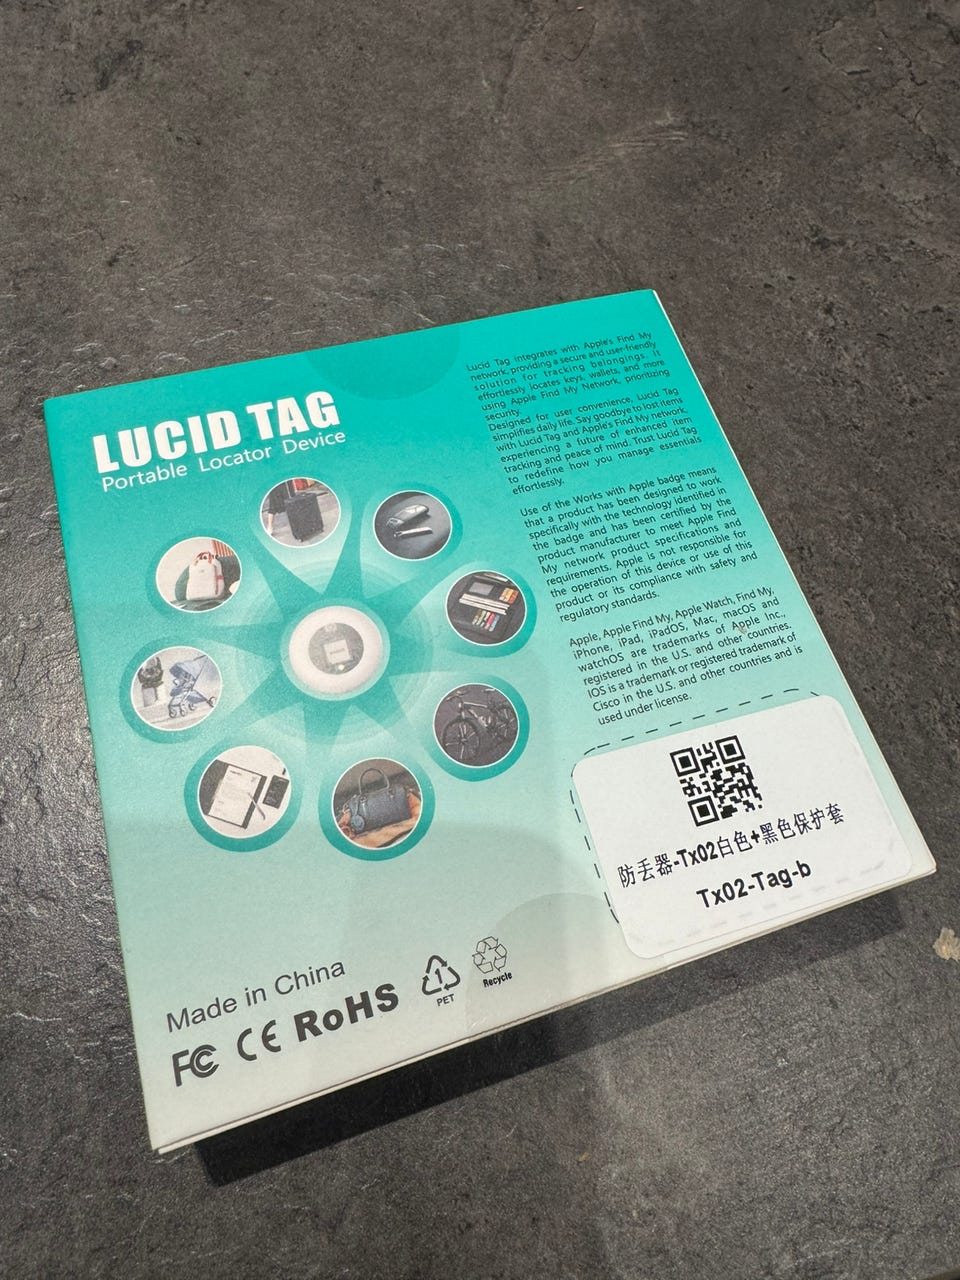 LUCID TAG
Portable Locator Device
Lucid Tag integrates with Apple's Find My
network, providing a secure and user-friendly
solution for tracking belongings. It
effortlessly locates keys, wallets, and more
using Apple Find My Network, prioritizing
security.
Designed for user convenience, Lucid Tag
simplifies daily life. Say goodbye to lost items
with Lucid Tag and Apple's Find My network,
experiencing a future of enhanced item
tracking and peace of mind. Trust Lucid Tag
to redefine how you manage essentials
effortlessly.
Use of the Works with Apple badge means
that a product has been designed to work
specifically with the technology identified in
the badge and has been certified by the
product manufacturer to meet Apple Find
My network product specifications and
requirements. Apple is not responsible for
the operation of this device or use of this
product or its compliance with safety and
regulatory standards.
Apple, Apple Find My, Apple Watch, Find My,
iPhone, iPad, iPadOS, Mac, macOS and
watchOS are trademarks of Apple Inc.,
registered in the U.S. and other countries.
IOS is a trademark or registered trademark of
Cisco in the U.S. and other countries and is
used under license.
防丢器-Tx02白色+黑色保护套
Tx02-Tag-b
Made in China
FC CE RoHS
1
PET
Recycle